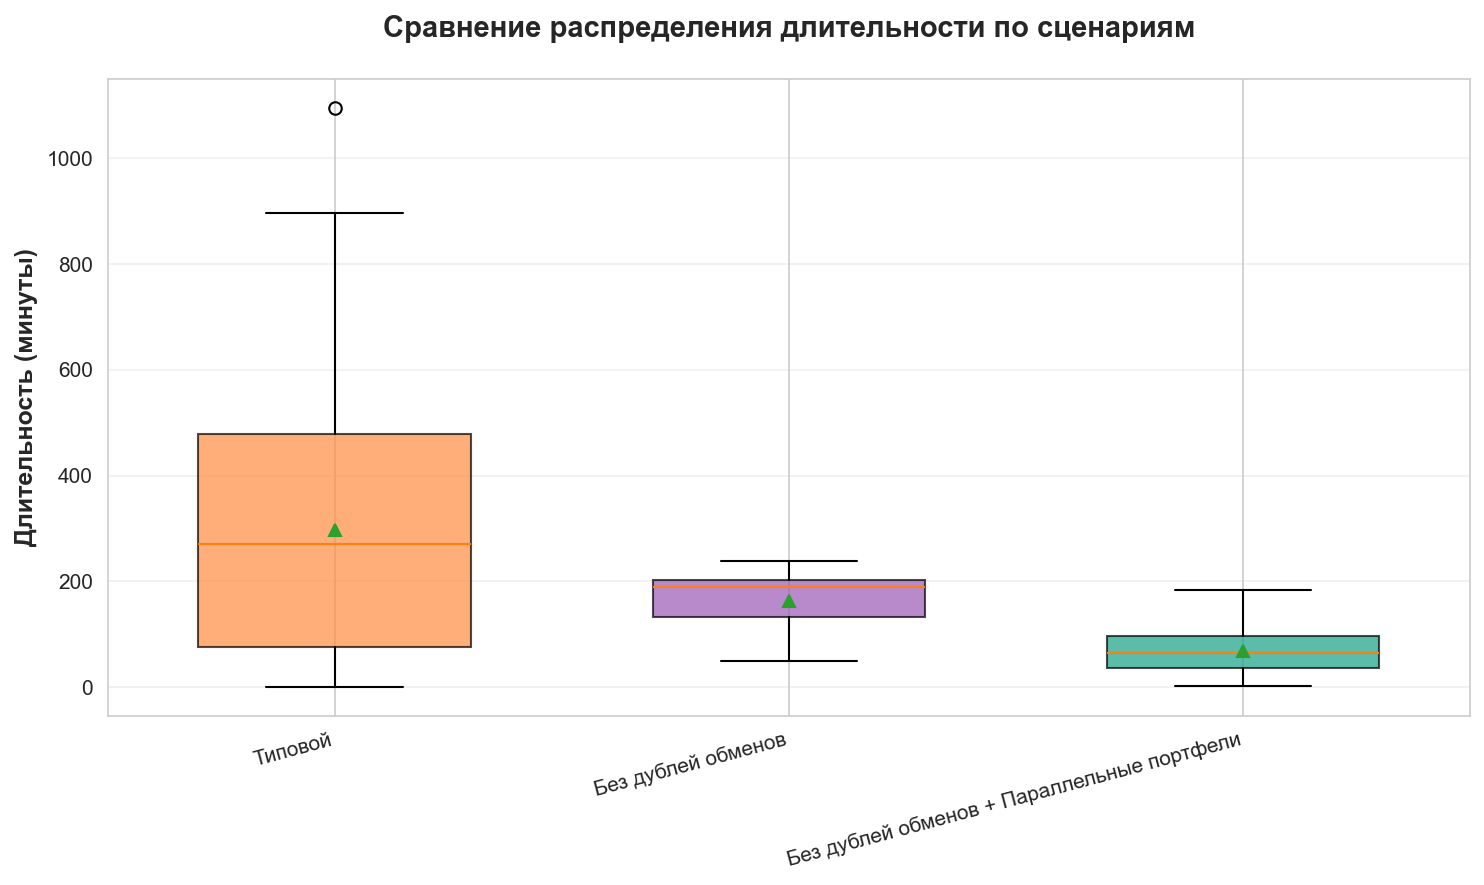 Сравнение распределения длительности по сценариям
Длительность (минуты)
1000
800
600
400
200
0
Типовой
Без дублей обменов
Без дублей обменов + Параллельные портфели